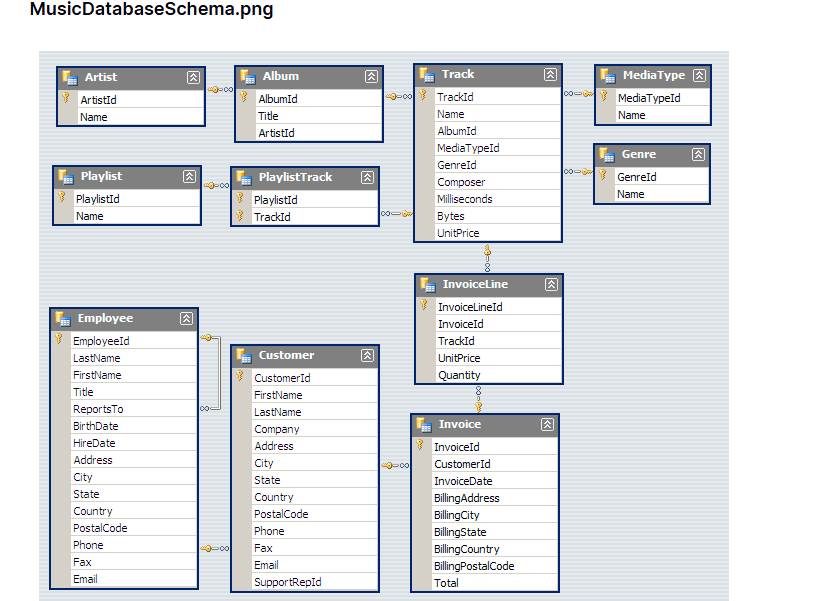 MusicDatabaseSchema.png
Artist
ArtistId
Name
Album
AlbumId
Title
ArtistId
Track
TrackId
Name
AlbumId
MediaTypeId
GenreId
Composer
Milliseconds
Bytes
UnitPrice
MediaType
MediaTypeId
Name
Genre
GenreId
Name
Playlist
PlaylistId
Name
PlaylistTrack
PlaylistId
TrackId
InvoiceLine
InvoiceLineId
InvoiceId
TrackId
UnitPrice
Quantity
Employee
EmployeeId
LastName
FirstName
Title
ReportsTo
BirthDate
HireDate
Address
City
State
Country
PostalCode
Phone
Fax
Email
Customer
CustomerId
FirstName
LastName
Company
Address
City
State
Country
PostalCode
Phone
Fax
Email
SupportRepId
Invoice
InvoiceId
CustomerId
InvoiceDate
BillingAddress
BillingCity
BillingState
BillingCountry
BillingPostalCode
Total